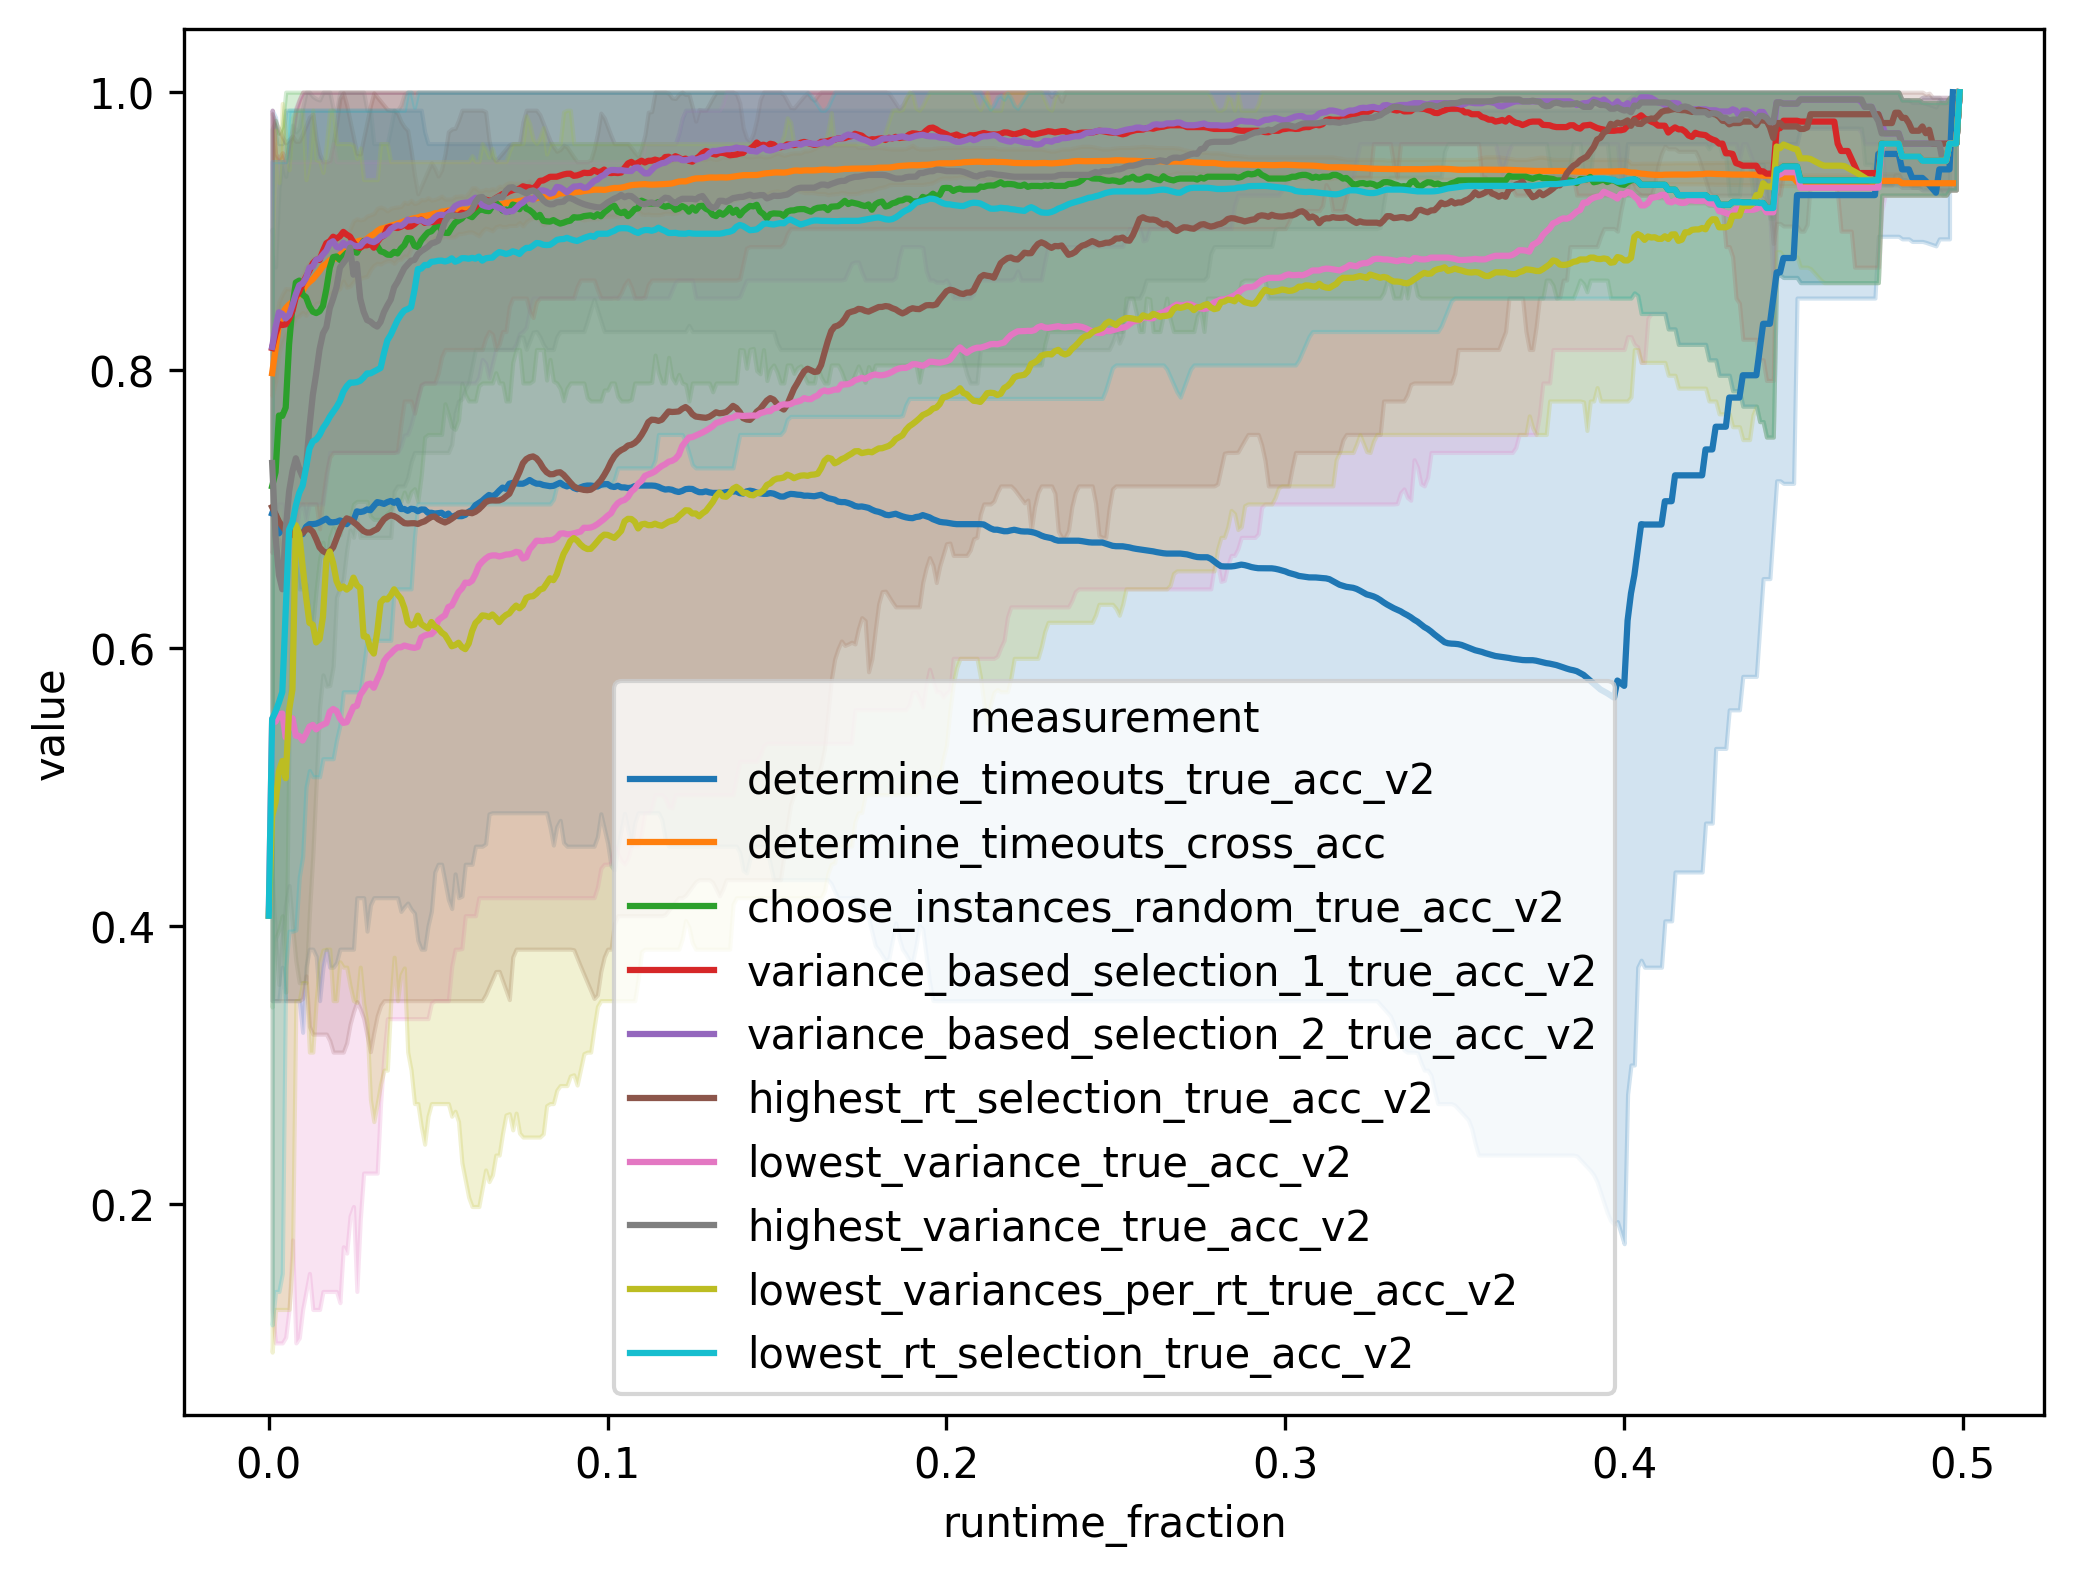 1.0
0.8
0.6
0.4
0.2
value
measurement
determine_timeouts_true_acc_v2
determine_timeouts_cross_acc
choose_instances_random_true_acc_v2
variance_based_selection_1_true_acc_v2
variance_based_selection_2_true_acc_v2
highest_rt_selection_true_acc_v2
lowest_variance_true_acc_v2
highest_variance_true_acc_v2
lowest_variances_per_rt_true_acc_v2
lowest_rt_selection_true_acc_v2
0.0 0.1 0.2 0.3 0.4 0.5
runtime_fraction